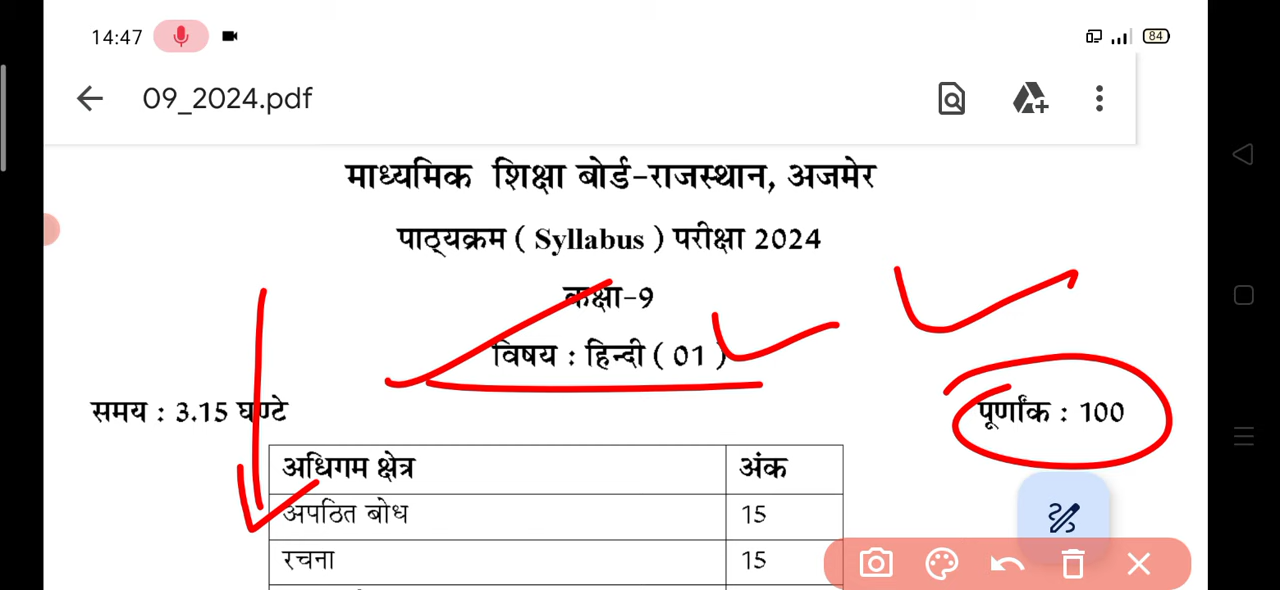 14:47
84
09_2024.pdf
माध्यमिक शिक्षा बोर्ड-राजस्थान, अजमेर
पाठ्यक्रम ( Syllabus ) परीक्षा 2024
कक्षा-9
विषय : हिन्दी ( 01 )
समय : 3.15 घण्टे पूर्णांक : 100
अधिगम क्षेत्र अंक
अपठित बोध 15
रचना 15